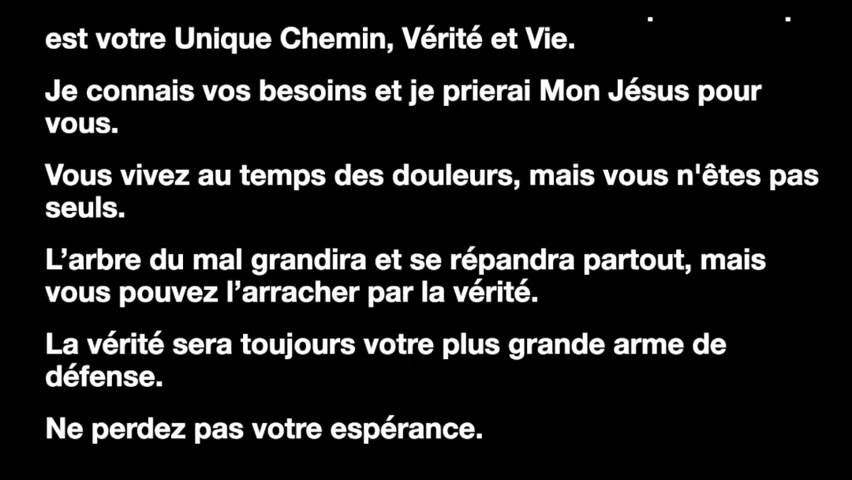 est votre Unique Chemin, Vérité et Vie.
Je connais vos besoins et je prierai Mon Jésus pour
vous.
Vous vivez au temps des douleurs, mais vous n'êtes pas
seuls.
L’arbre du mal grandira et se répandra partout, mais
vous pouvez l’arracher par la vérité.
La vérité sera toujours votre plus grande arme de
défense.
Ne perdez pas votre espérance.